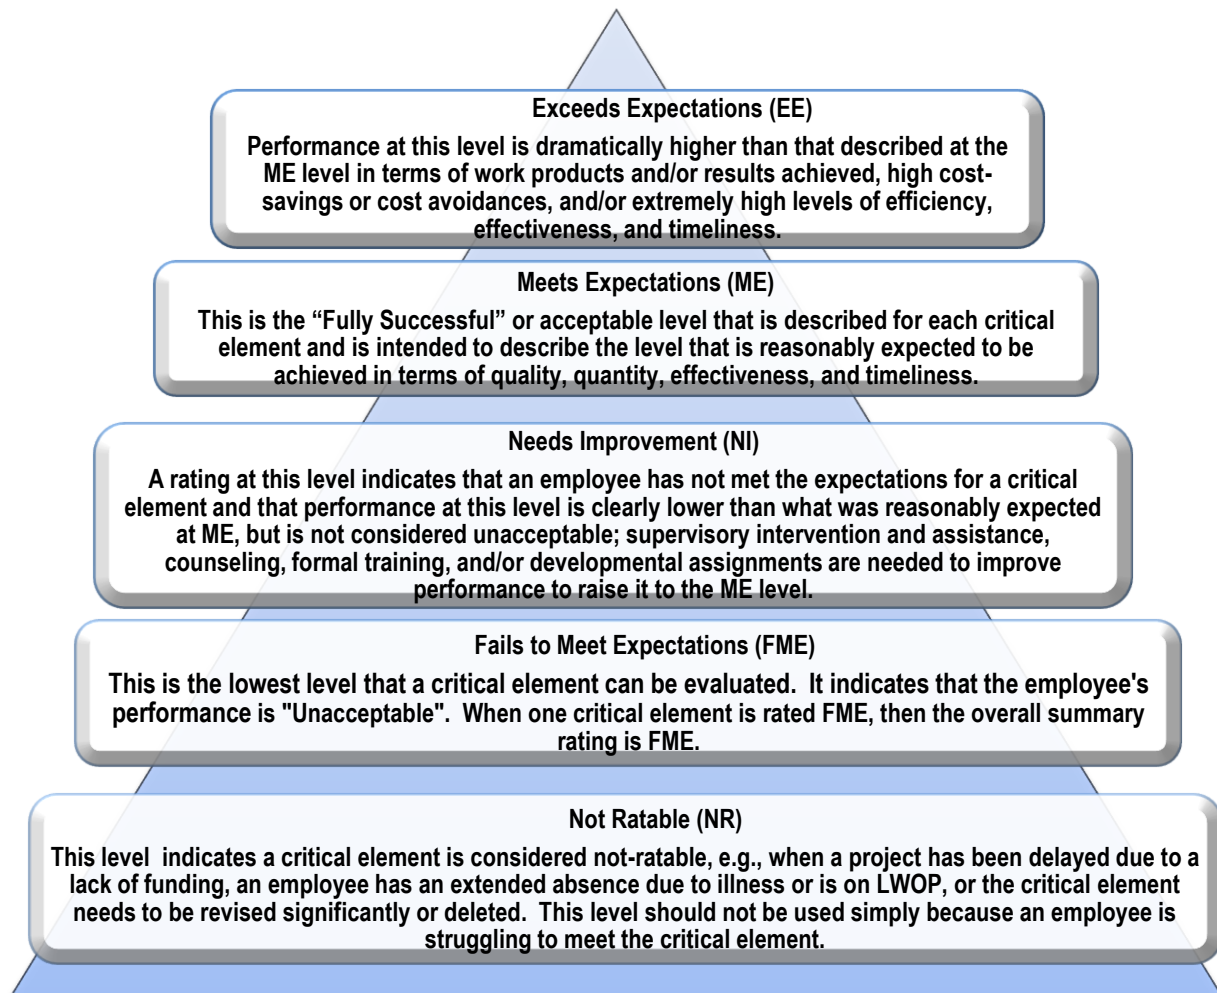 Exceeds Expectations (EE)
Performance at this level is dramatically higher than that described at the
ME level in terms of work products and/or results achieved, high cost-
savings or cost avoidances, and/or extremely high levels of efficiency,
effectiveness, and timeliness.
Meets Expectations (ME)
This is the “Fully Successful” or acceptable level that is described for each critical
element and is intended to describe the level that is reasonably expected to be
achieved in terms of quality, quantity, effectiveness, and timeliness.
Needs Improvement (NI)
A rating at this level indicates that an employee has not met the expectations for a critical
element and that performance at this level is clearly lower than what was reasonably expected
at ME, but is not considered unacceptable; supervisory intervention and assistance,
counseling, formal training, and/or developmental assignments are needed to improve
performance to raise it to the ME level.
Fails to Meet Expectations (FME)
This is the lowest level that a critical element can be evaluated.  It indicates that the employee's
performance is "Unacceptable".  When one critical element is rated FME, then the overall summary
rating is FME.
Not Ratable (NR)
This level  indicates a critical element is considered not-ratable, e.g., when a project has been delayed due to a
lack of funding, an employee has an extended absence due to illness or is on LWOP, or the critical element
needs to be revised significantly or deleted.  This level should not be used simply because an employee is
struggling to meet the critical element.